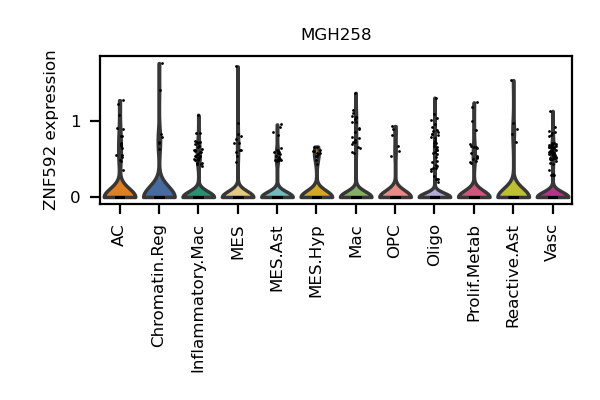 MGH258
ZNF592 expression
1
0
AC
Chromatin.Reg
Inflammatory.Mac
MES
MES.Ast
MES.Hyp
Mac
OPC
Oligo
Prolif.Metab
Reactive.Ast
Vasc